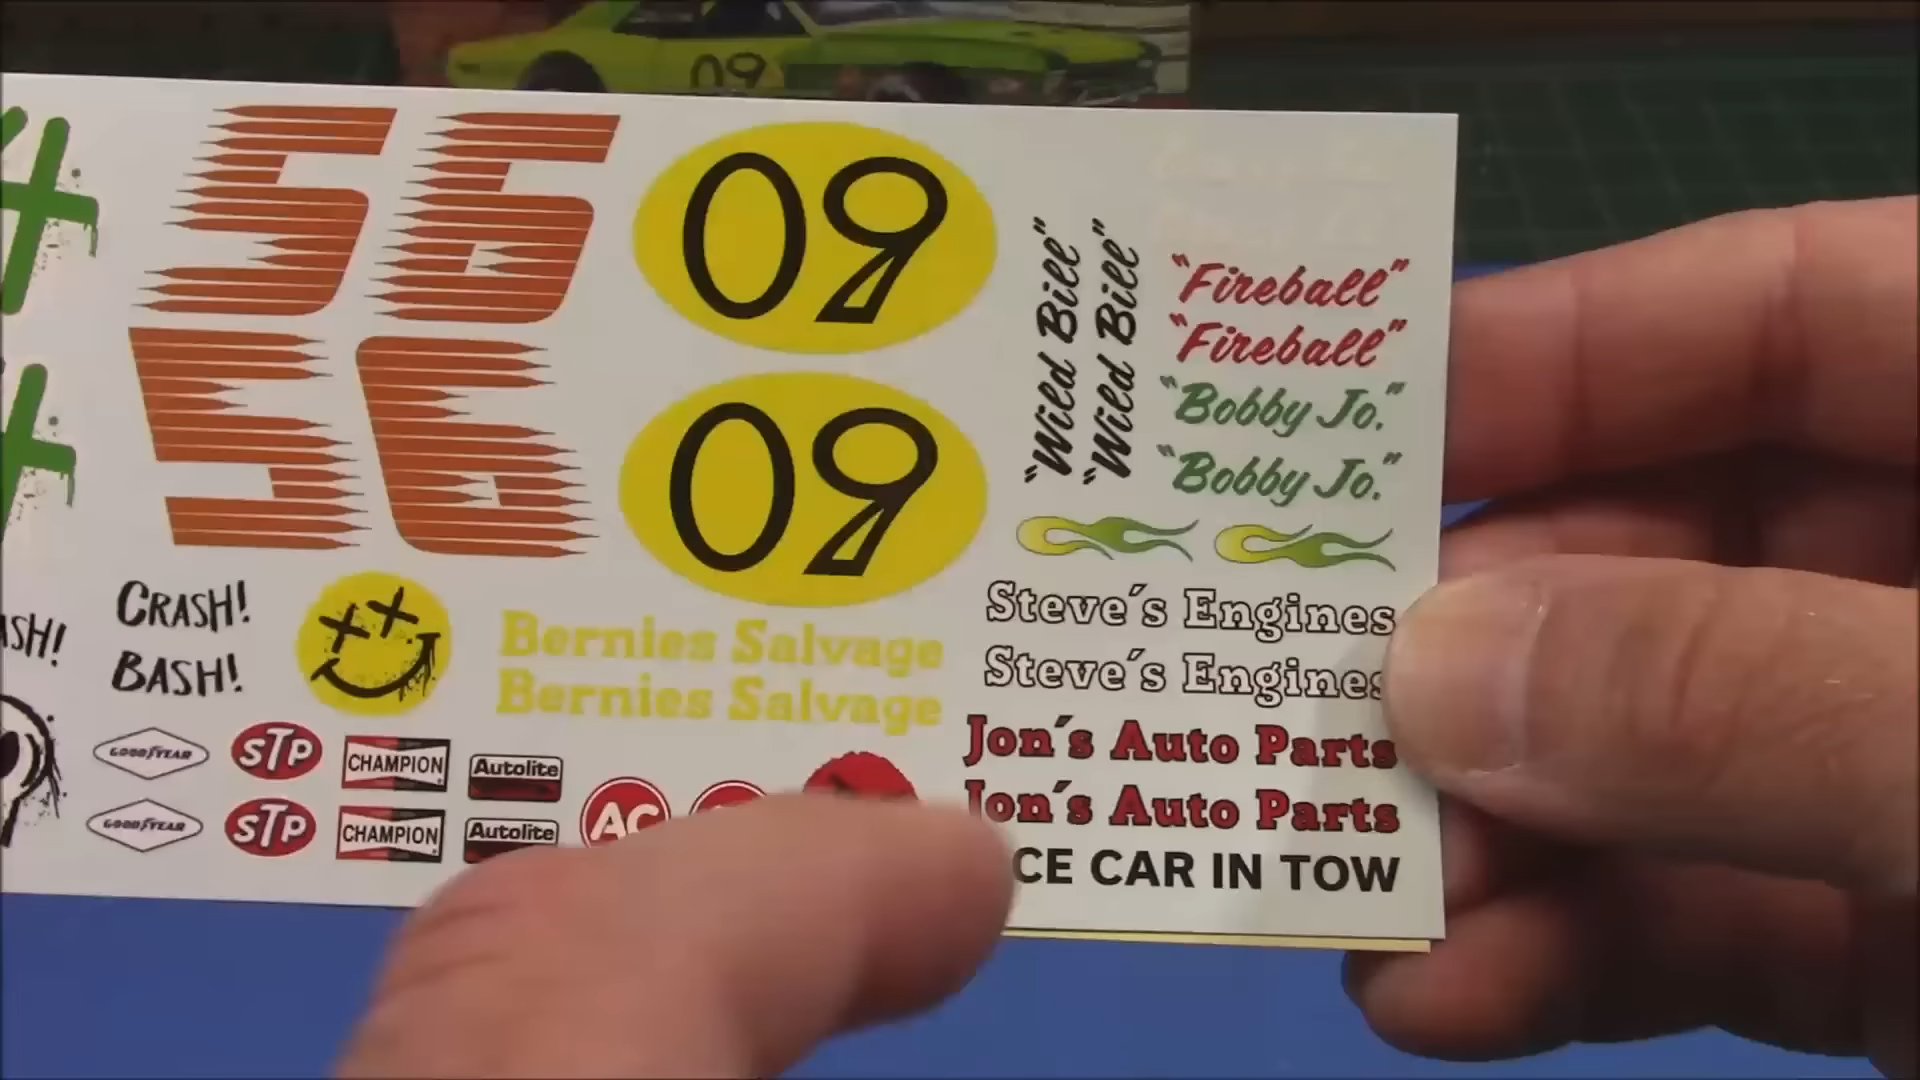 09
56
09
"Wild Bill"
"Wild Bill"
"Fireball"
"Fireball"
"Bobby Jo."
"Bobby Jo."
56
09
CRASH!
BASH!
Bernies Salvage
Bernies Salvage
Steve's Engines
Steve's Engines
Jon's Auto Parts
Jon's Auto Parts
CAR IN TOW
GOODYEAR
STP
CHAMPION
Autolite
AC
GOODYEAR
STP
CHAMPION
Autolite